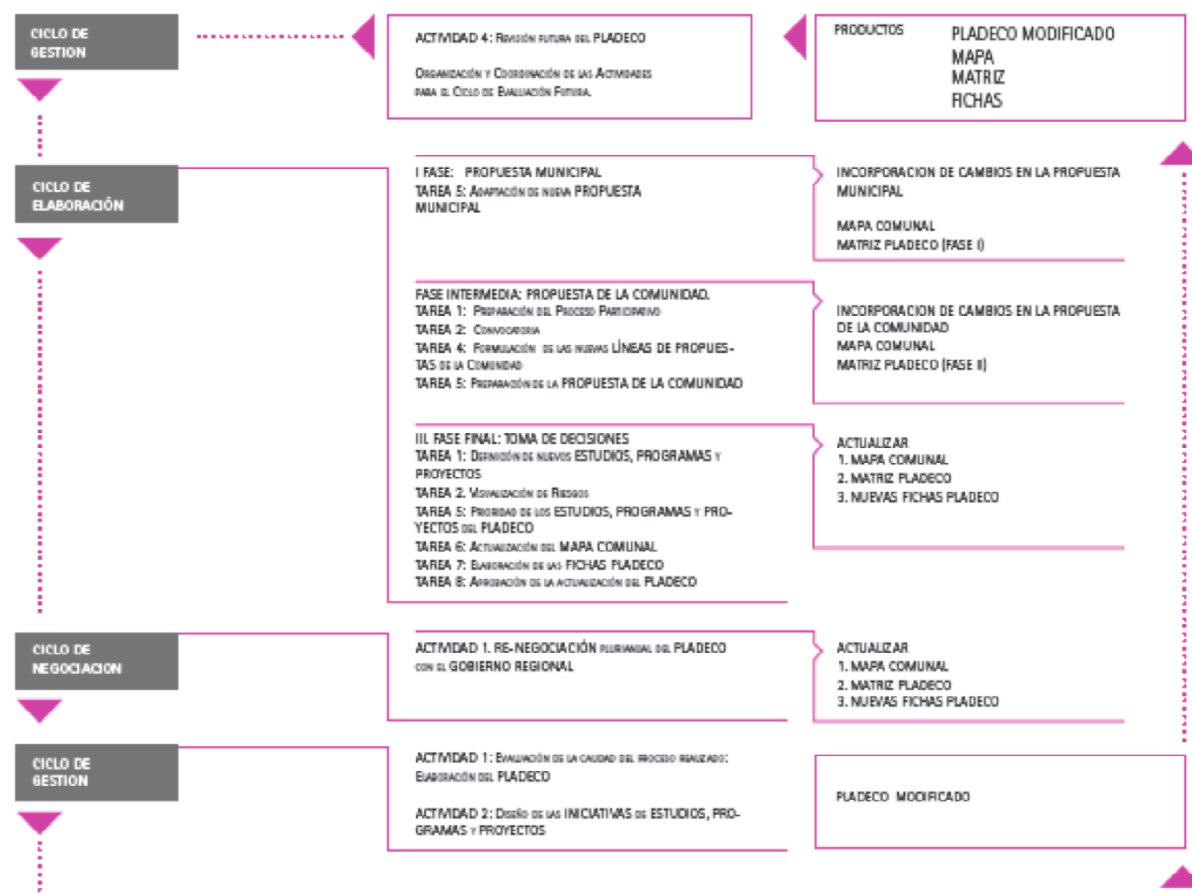 CICLO DE
GESTION
ACTIVIDAD 4: REVISIÓN FUTURA DEL PLADECO
ORGANIZACIÓN Y COORDINACIÓN DE LAS ACTIVIDADES
PARA EL CICLO DE EVALUACIÓN FUTURA.
PRODUCTOS
PLADECO MODIFICADO
MAPA
MATRIZ
FICHAS
CICLO DE
ELABORACIÓN
I FASE: PROPUESTA MUNICIPAL
TAREA 5: ADAPTACIÓN DE NUEVA PROPUESTA
MUNICIPAL
INCORPORACION DE CAMBIOS EN LA PROPUESTA
MUNICIPAL
MAPA COMUNAL
MATRIZ PLADECO (FASE I)
FASE INTERMEDIA: PROPUESTA DE LA COMUNIDAD.
TAREA 1: PREPARACIÓN DEL PROCESO PARTICIPATIVO
TAREA 2: CONVOCATORIA
TAREA 4: FORMULACIÓN DE LAS NUEVAS LÍNEAS DE PROPUES-
TAS DE LA COMUNIDAD
TAREA 5: PREPARACIÓN DE LA PROPUESTA DE LA COMUNIDAD
INCORPORACION DE CAMBIOS EN LA PROPUESTA
DE LA COMUNIDAD
MAPA COMUNAL
MATRIZ PLADECO (FASE II)
III. FASE FINAL: TOMA DE DECISIONES
TAREA 1: DEFINICIÓN DE NUEVOS ESTUDIOS, PROGRAMAS Y
PROYECTOS
TAREA 2. VISUALIZACIÓN DE RIESGOS
TAREA 5: PRIORIDAD DE LOS ESTUDIOS, PROGRAMAS Y PRO-
YECTOS DEL PLADECO
TAREA 6: ACTUALIZACIÓN DEL MAPA COMUNAL
TAREA 7: ELABORACIÓN DE LAS FICHAS PLADECO
TAREA 8: APROBACIÓN DE LA ACTUALIZACIÓN DEL PLADECO
ACTUALIZAR
1. MAPA COMUNAL
2. MATRIZ PLADECO
3. NUEVAS FICHAS PLADECO
CICLO DE
NEGOCIACION
ACTIVIDAD 1. RE-NEGOCIACIÓN PLURIANUAL DEL PLADECO
CON EL GOBIERNO REGIONAL
ACTUALIZAR
1. MAPA COMUNAL
2. MATRIZ PLADECO
3. NUEVAS FICHAS PLADECO
CICLO DE
GESTION
ACTIVIDAD 1: EVALUACIÓN DE LA CALIDAD DEL PROCESO REALIZADO:
ELABORACIÓN DEL PLADECO
ACTIVIDAD 2: DISEÑO DE LAS INICIATIVAS DE ESTUDIOS, PRO-
GRAMAS Y PROYECTOS
PLADECO MODIFICADO